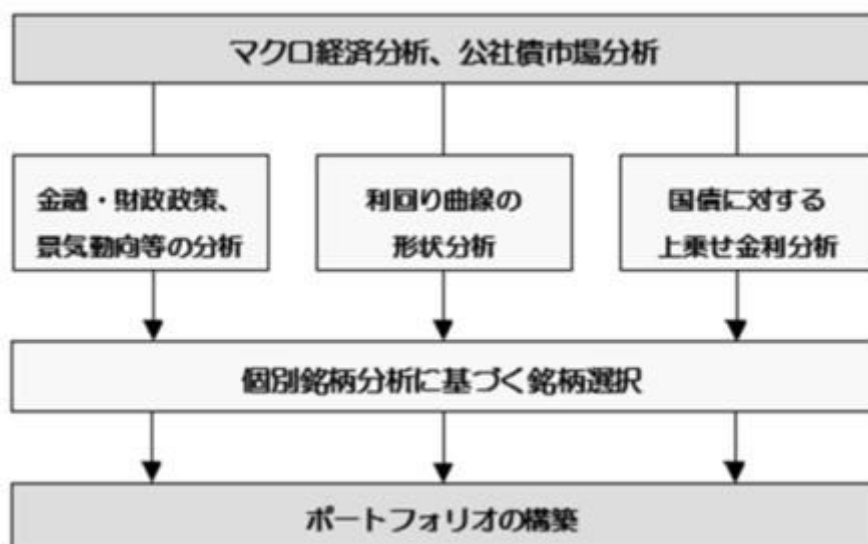 マクロ経済分析、公社債市場分析
金融・財政政策、
景気動向等の分析
利回り曲線の
形状分析
国債に対する
上乗せ金利分析
個別銘柄分析に基づく銘柄選択
ポートフォリオの構築